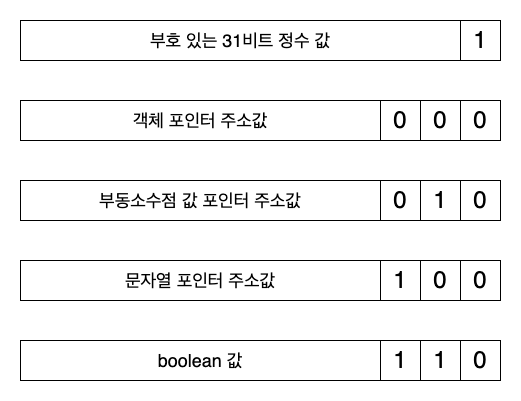 부호 있는 31비트 정수 값 1
객체 포인터 주소값 0 0 0
부동소수점 값 포인터 주소값 0 1 0
문자열 포인터 주소값 1 0 0
boolean 값 1 1 0